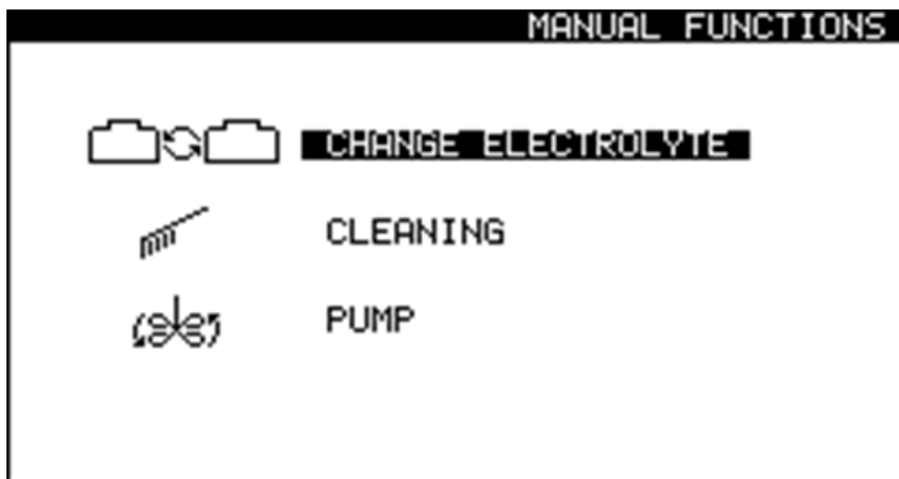 MANUAL FUNCTIONS
CHANGE ELECTROLYTE
CLEANING
PUMP